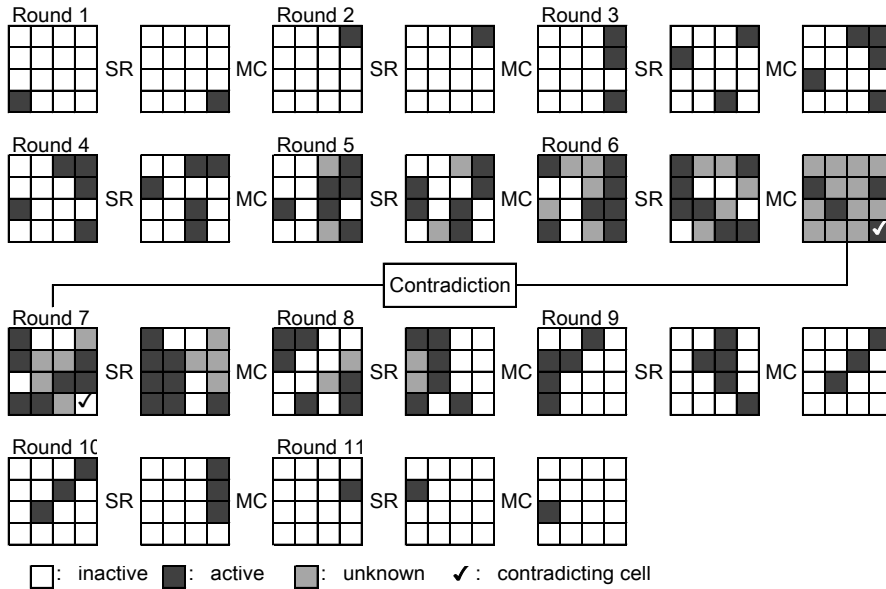 Round 1 Round 2 Round 3
SR MC SR MC SR MC
Round 4 Round 5 Round 6
SR MC SR MC SR MC
Contradiction
Round 7 Round 8 Round 9
SR MC SR MC SR MC
Round 10 Round 11
SR MC SR MC
: inactive : active : unknown ✓ : contradicting cell